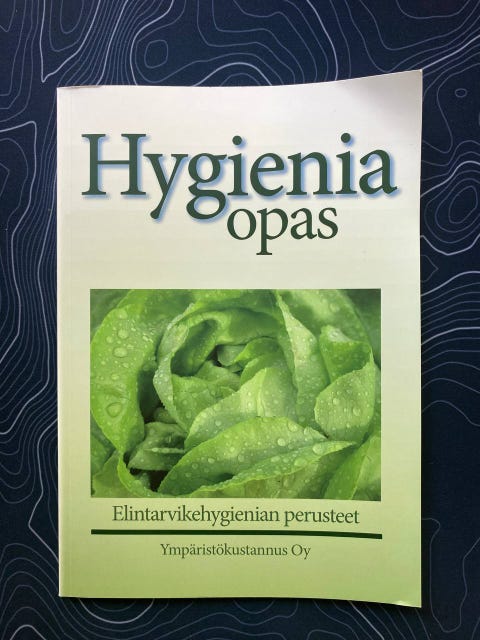 Hygienia
opas
Elintarvikehygienian perusteet
Ympäristökustannus Oy